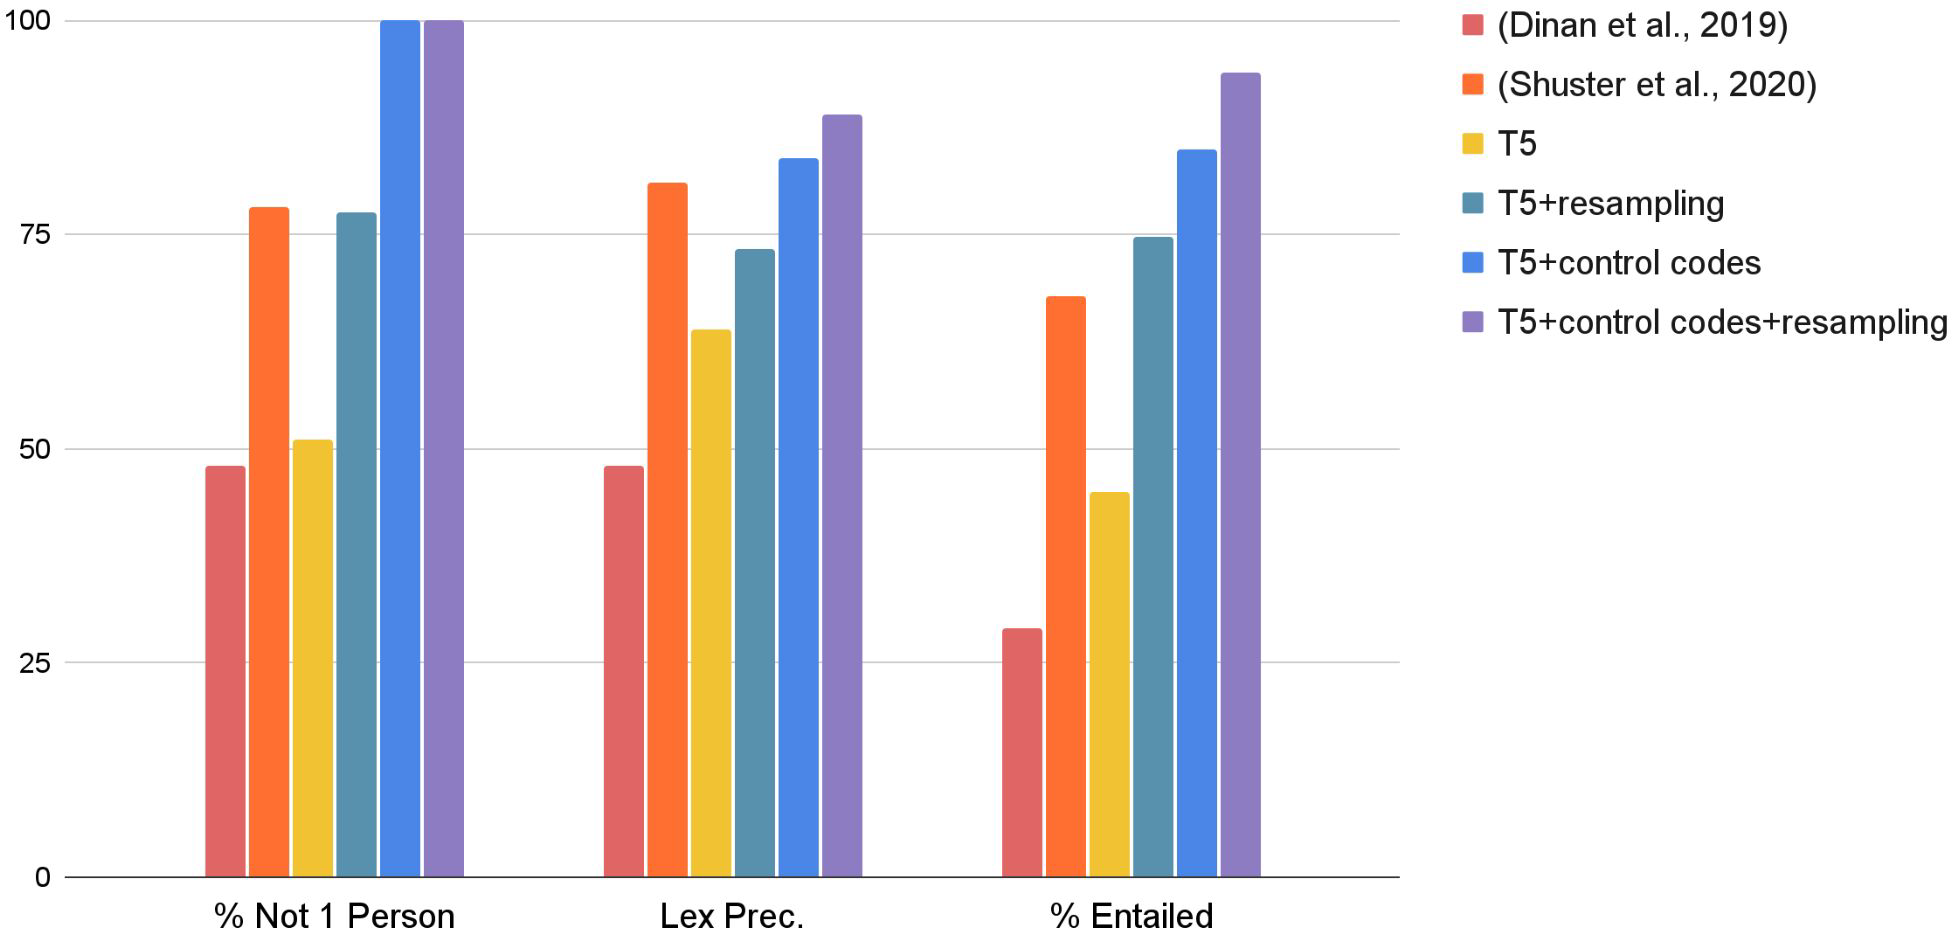 100
75
50
25
0
% Not 1 Person
Lex Prec.
% Entailed
(Dinan et al., 2019)
(Shuster et al., 2020)
T5
T5+resampling
T5+control codes
T5+control codes+resampling